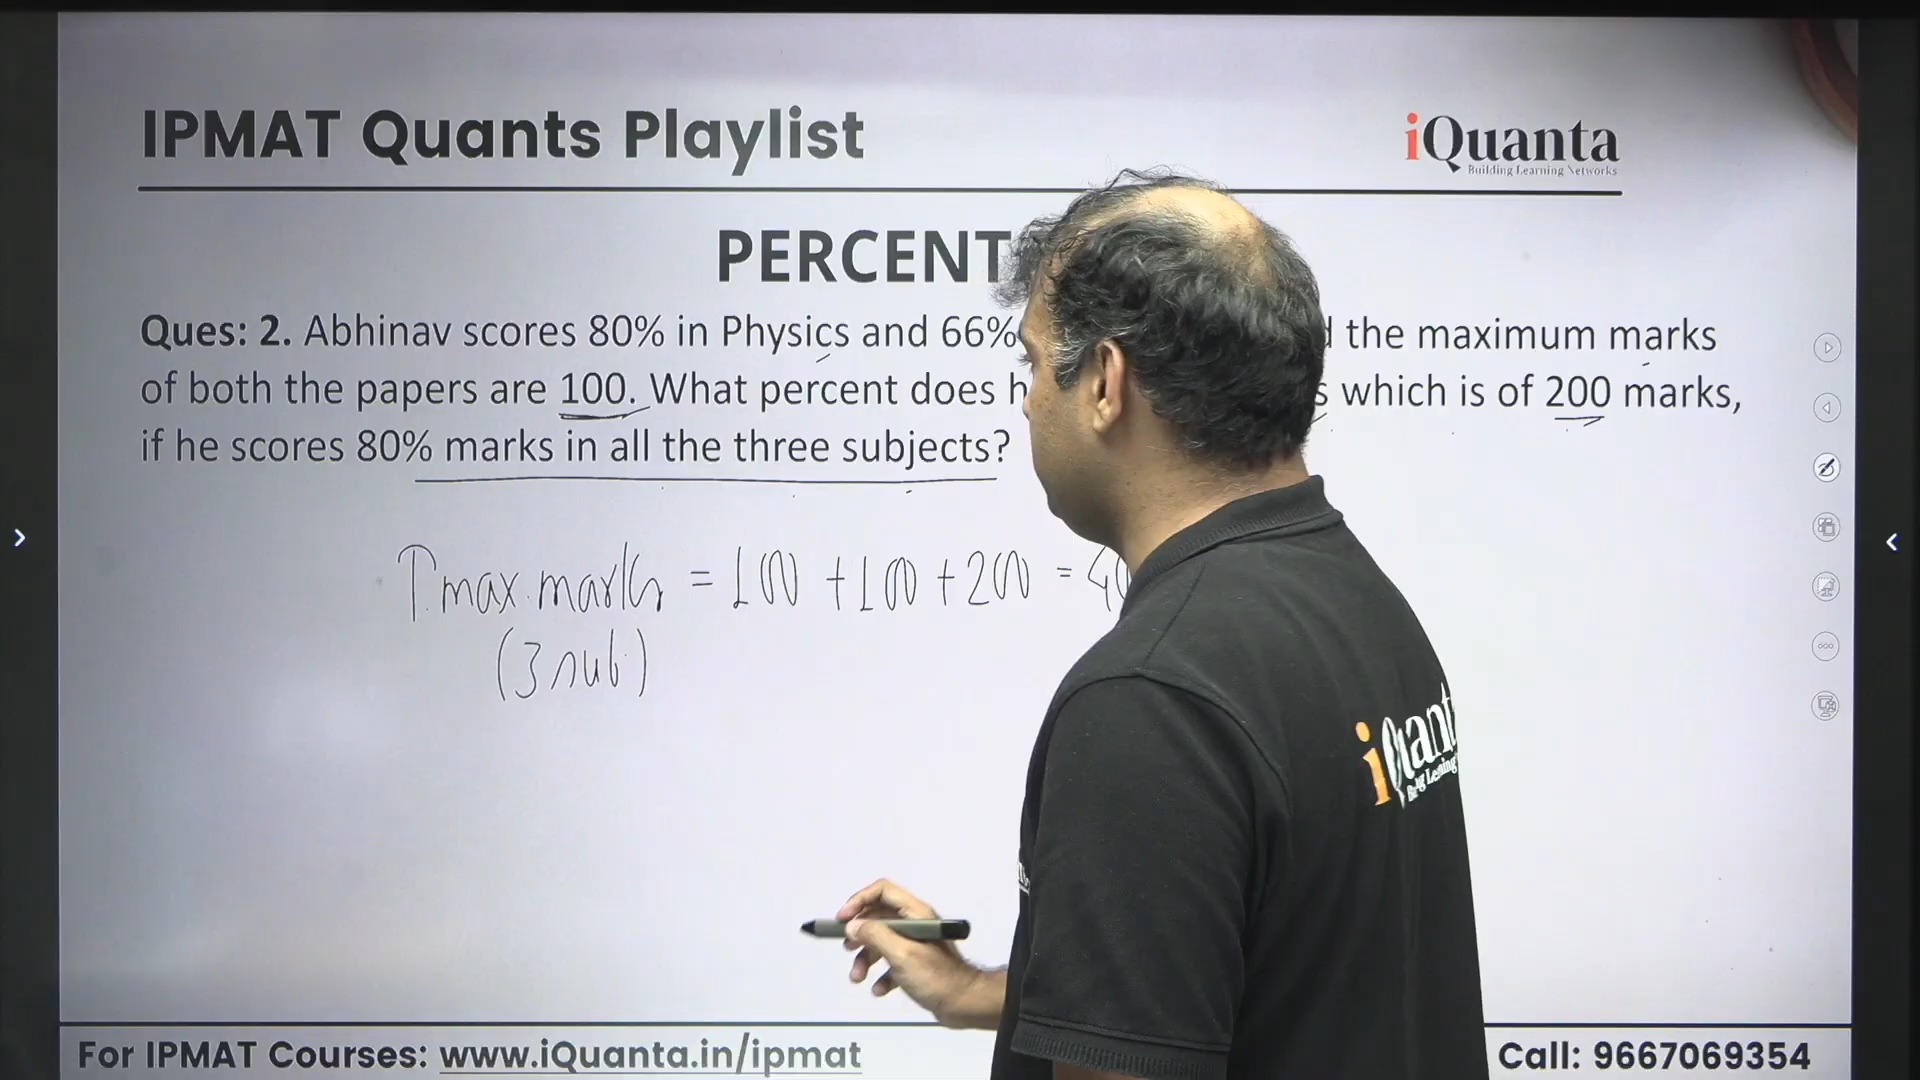 IPMAT Quants Playlist
iQuanta
Building Learning Networks
PERCENT
Ques: 2. Abhinav scores 80% in Physics and 66% the maximum marks
of both the papers are 100. What percent does which is of 200 marks,
if he scores 80% marks in all the three subjects?
T. max. marks = 100 + 100 + 200 =
(3 sub)
For IPMAT Courses: www.iQuanta.in/ipmat
Call: 9667069354